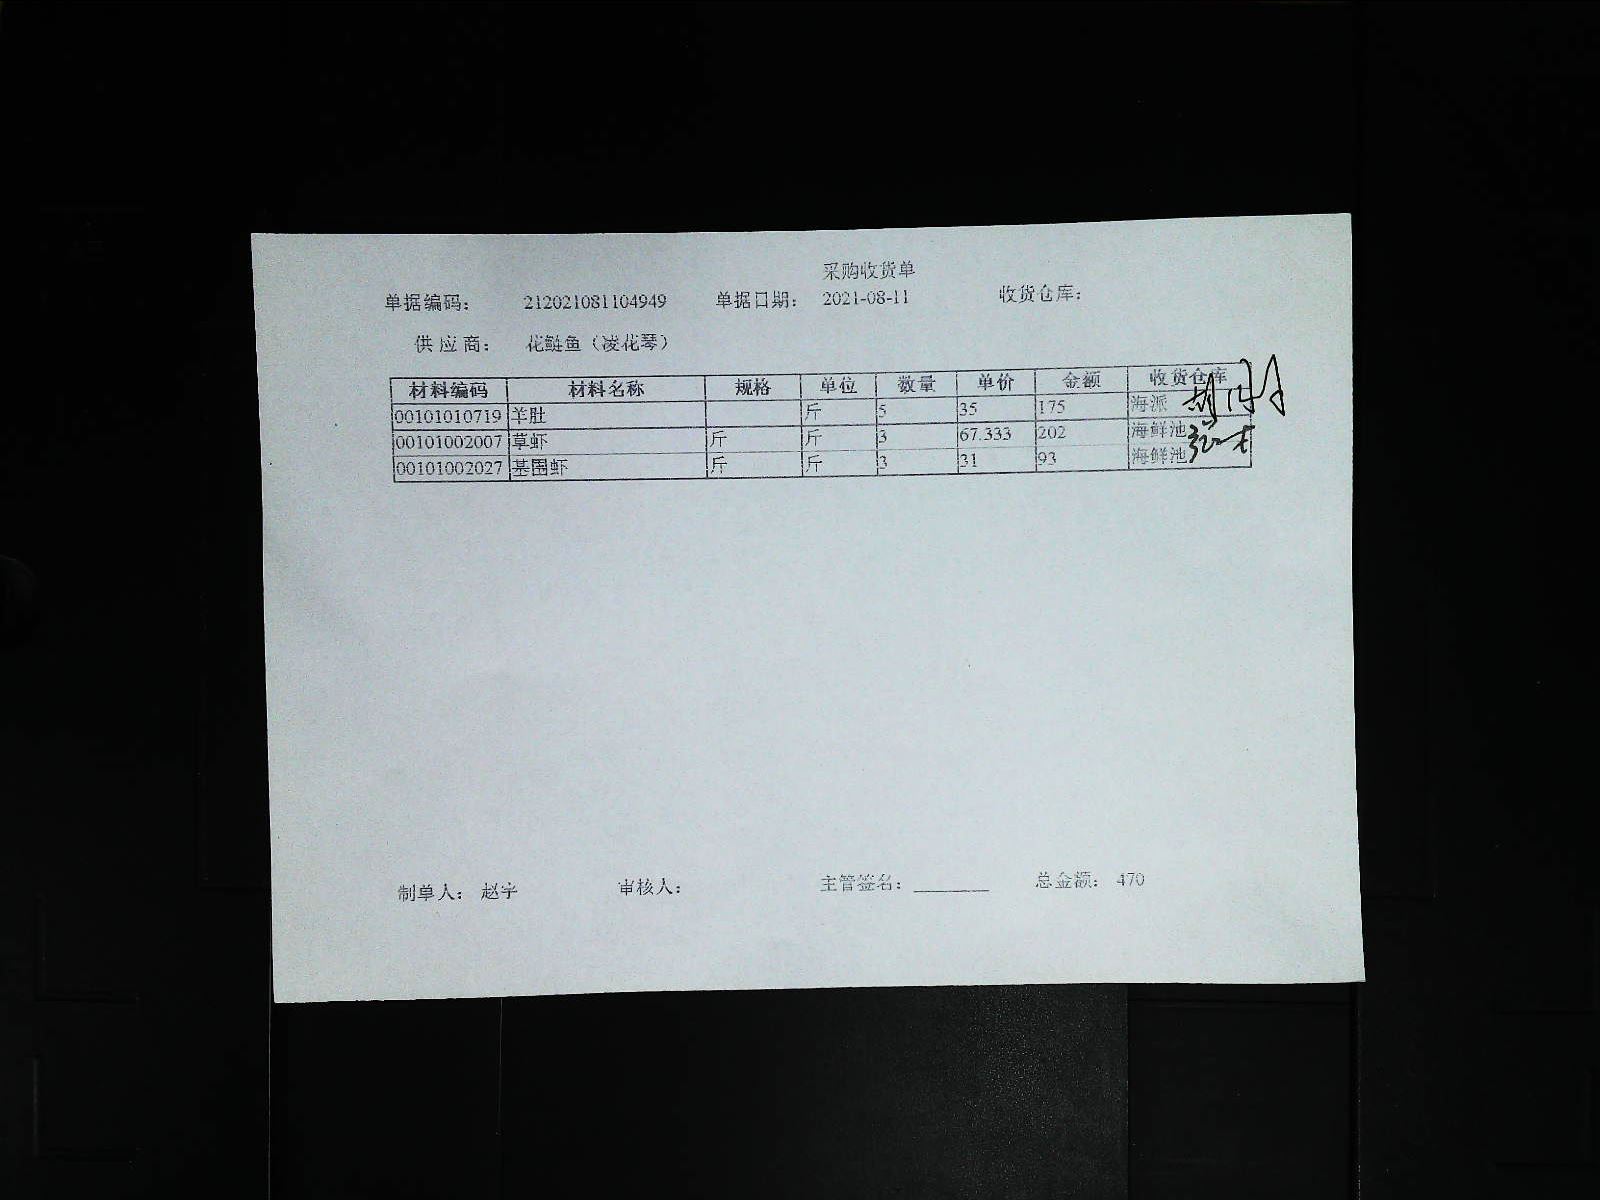 采购收货单
单据编码： 212021081104949 单据日期： 2021-08-11 收货仓库：
供应商： 花鲢鱼（凌花琴）
材料编码 材料名称 规格 单位 数量 单价 金额 收货仓库
00101010719 羊肚 斤 5 35 175 海派
00101002007 草虾 斤 斤 3 67.333 202 海鲜池
00101002027 基围虾 斤 斤 3 31 93 海鲜池
制单人： 赵宇 审核人： 主管签名： 总金额： 470